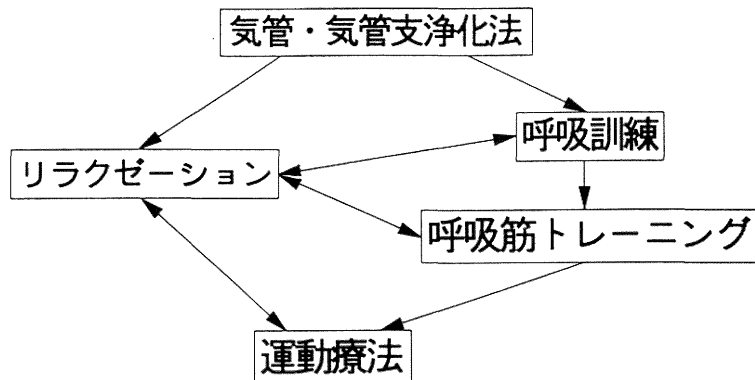 気管・気管支浄化法
呼吸訓練
リラクゼーション
呼吸筋トレーニング
運動療法